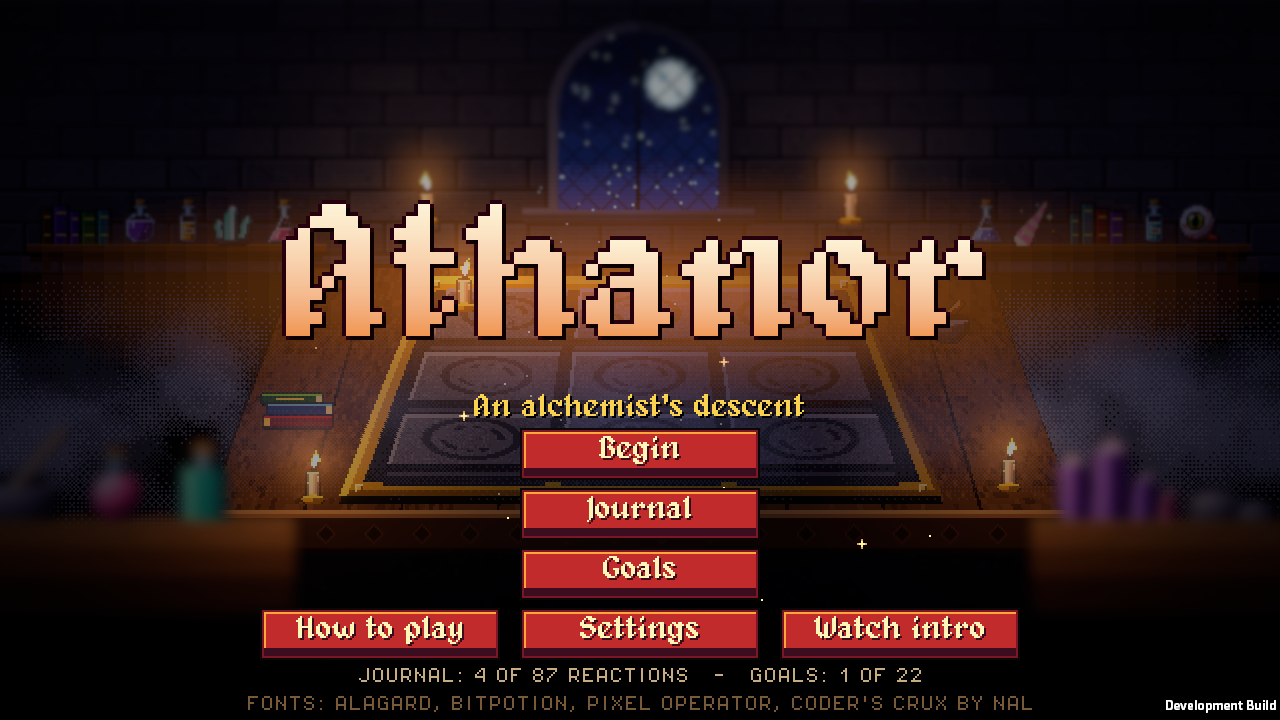 Athanor
An alchemist's descent
Begin
Journal
Goals
How to play
Settings
Watch intro
JOURNAL: 4 OF 87 REACTIONS - GOALS: 1 OF 22
FONTS: ALAGARD, BITPOTION, PIXEL OPERATOR, CODER'S CRUX BY NAL
Development Build